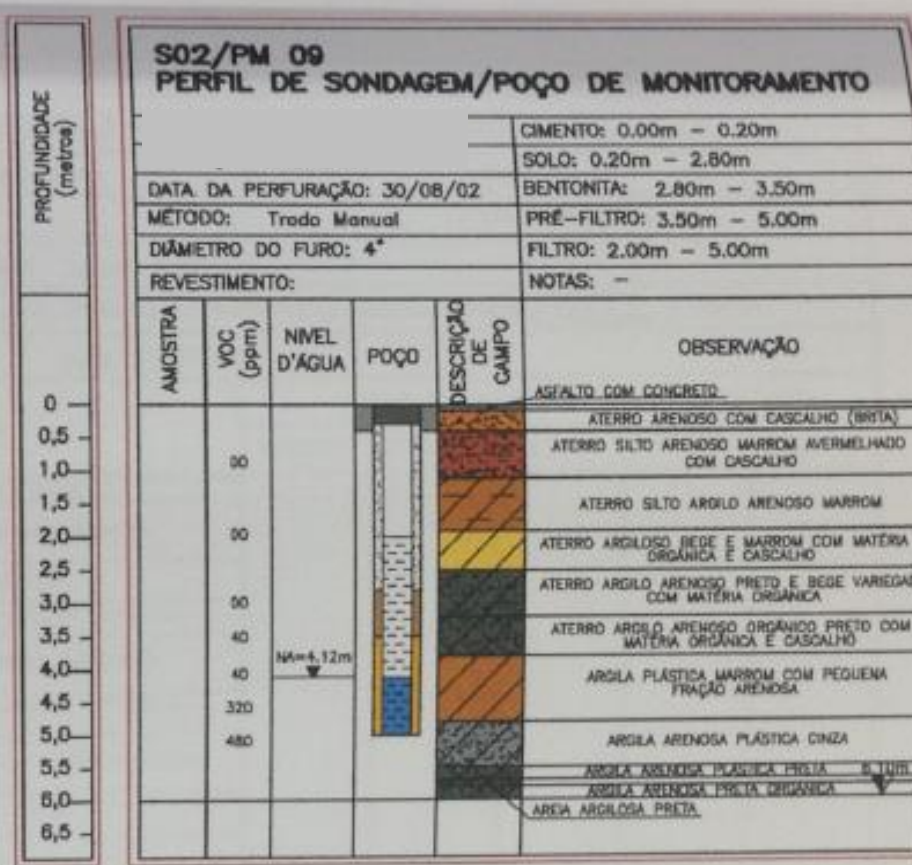 S02/PM 09
PERFIL DE SONDAGEM/POÇO DE MONITORAMENTO
PROFUNDIDADE
(metros)
CIMENTO: 0.00m - 0.20m
SOLO: 0.20m - 2.80m
DATA DA PERFURAÇÃO: 30/08/02
BENTONITA: 2.80m - 3.50m
MÉTODO: Trado Manual
PRÉ-FILTRO: 3.50m - 5.00m
DIÂMETRO DO FURO: 4"
FILTRO: 2.00m - 5.00m
REVESTIMENTO:
NOTAS: -
AMOSTRA
VOC
(ppm)
NIVEL
D'ÁGUA
POÇO
DESCRIÇÃO
DE
CAMPO
OBSERVAÇÃO
0
0,5
1,0
1,5
2,0
2,5
3,0
3,5
4,0
4,5
5,0
5,5
6,0
6,5
40
40
320
480
NA=4.12m
ASFALTO COM CONCRETO
ATERRO ARENOSO COM CASCALHO (BRITA)
ATERRO SILTO ARENOSO MARROM AVERMELHADO
COM CASCALHO
ATERRO SILTO ARGILO ARENOSO MARROM
ATERRO ARGILOSO BEGE E MARROM COM MATÉRIA
ORGÂNICA E CASCALHO
ATERRO ARGILO ARENOSO PRETO E BEGE VARIEGAD
COM MATÉRIA ORGÂNICA
ATERRO ARGILO ARENOSO ORGÂNICO PRETO COM
MATÉRIA ORGÂNICA E CASCALHO
ARGILA PLÁSTICA MARROM COM PEQUENA
FRAÇÃO ARENOSA
ARGILA ARENOSA PLÁSTICA CINZA
ARGILA ARENOSA PLÁSTICA PRETA
ARGILA ARENOSA PRETA ORGÂNICA
AREIA ARGILOSA PRETA